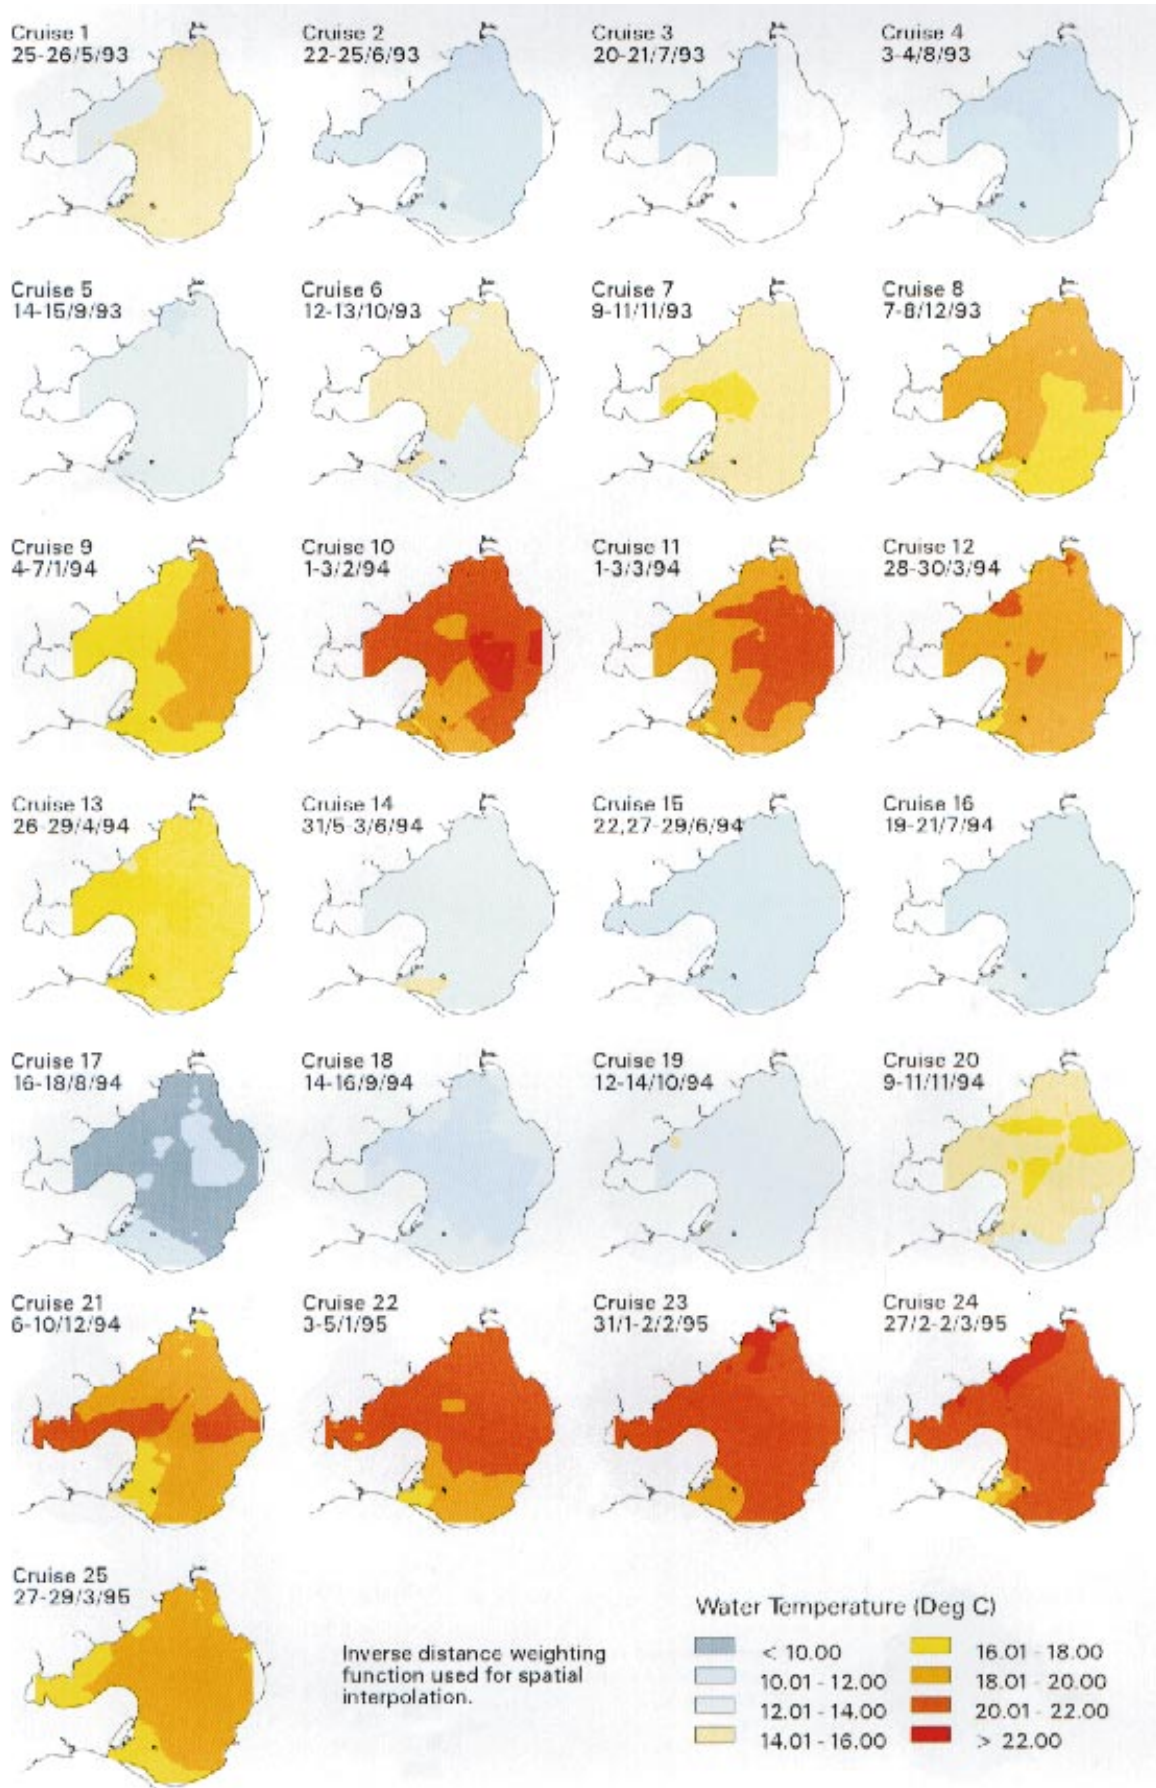 Cruise 1
25-26/5/93
Cruise 2
22-25/6/93
Cruise 3
20-21/7/93
Cruise 4
3-4/8/93
Cruise 5
14-15/9/93
Cruise 6
12-13/10/93
Cruise 7
9-11/11/93
Cruise 8
7-8/12/93
Cruise 9
4-7/1/94
Cruise 10
1-3/2/94
Cruise 11
1-3/3/94
Cruise 12
28-30/3/94
Cruise 13
26-29/4/94
Cruise 14
31/5-3/6/94
Cruise 15
22,27-29/6/94
Cruise 16
19-21/7/94
Cruise 17
16-18/8/94
Cruise 18
14-16/9/94
Cruise 19
12-14/10/94
Cruise 20
9-11/11/94
Cruise 21
6-10/12/94
Cruise 22
3-5/1/95
Cruise 23
31/1-2/2/95
Cruise 24
27/2-2/3/95
Cruise 25
27-29/3/95
Inverse distance weighting
function used for spatial
interpolation.
Water Temperature (Deg C)
< 10.00
10.01 - 12.00
12.01 - 14.00
14.01 - 16.00
16.01 - 18.00
18.01 - 20.00
20.01 - 22.00
> 22.00